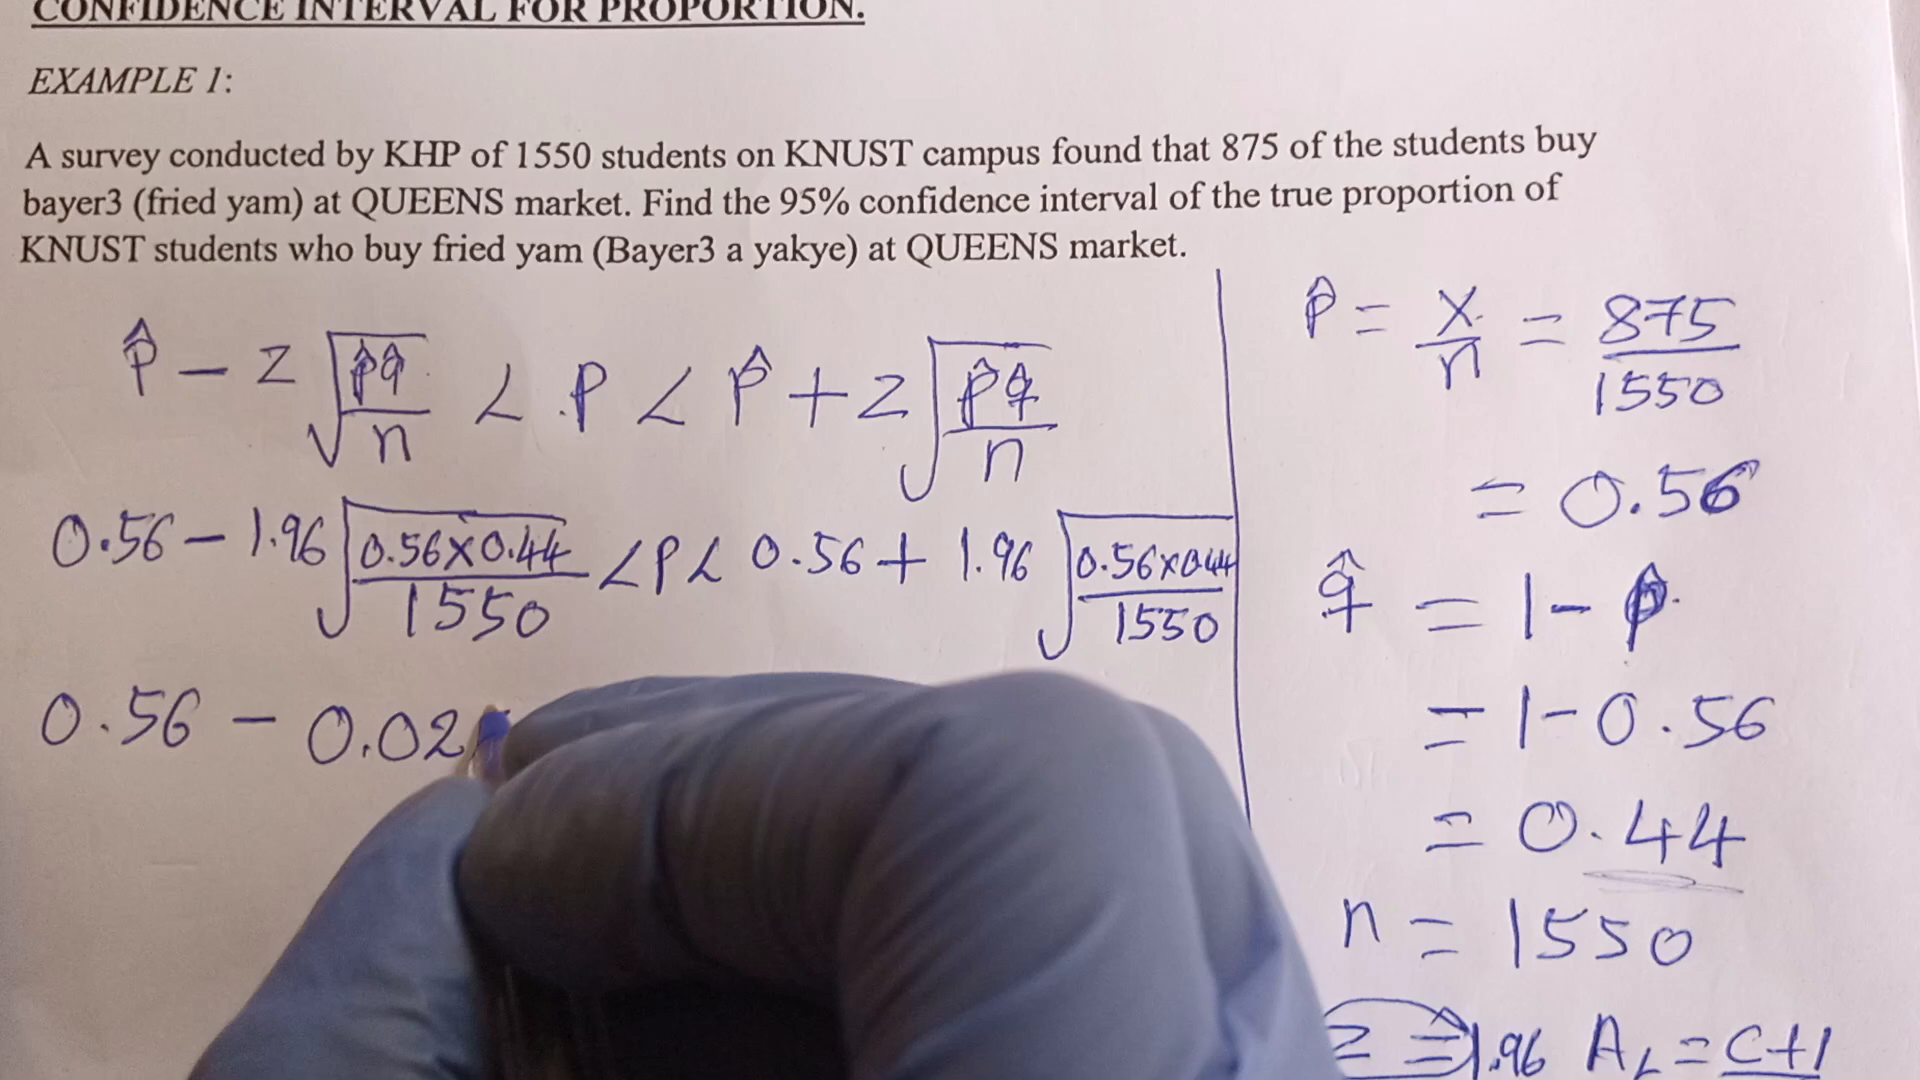 CONFIDENCE INTERVAL FOR PROPORTION.
EXAMPLE 1:
A survey conducted by KHP of 1550 students on KNUST campus found that 875 of the students buy
bayer3 (fried yam) at QUEENS market. Find the 95% confidence interval of the true proportion of
KNUST students who buy fried yam (Bayer3 a yakye) at QUEENS market.
p̂ - z √(p̂q̂/n) < p < p̂ + z √(p̂q̂/n)
0.56 - 1.96 √(0.56×0.44/1550) < p < 0.56 + 1.96 √(0.56×0.44/1550)
0.56 - 0.02
p̂ = x/n = 875/1550
= 0.56
q̂ = 1 - p̂
= 1 - 0.56
= 0.44
n = 1550
z = 1.96 A_L = C+1